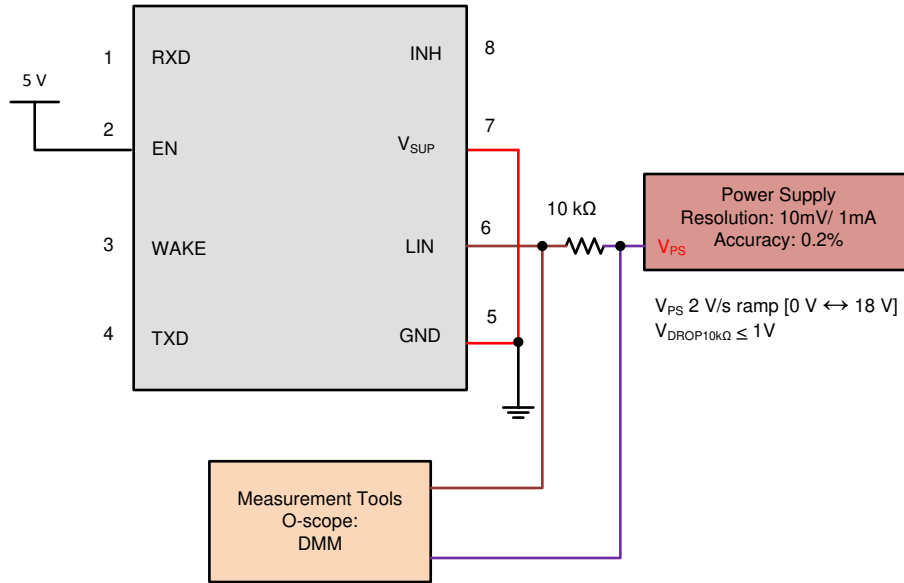 1
RXD
INH
8
5 V
2
EN
V_SUP
7
3
WAKE
LIN
6
10 kΩ
Power Supply
Resolution: 10mV/ 1mA
Accuracy: 0.2%
V_PS
4
TXD
GND
5
V_PS 2 V/s ramp [0 V ↔ 18 V]
V_DROP10kΩ ≤ 1V
Measurement Tools
O-scope:
DMM